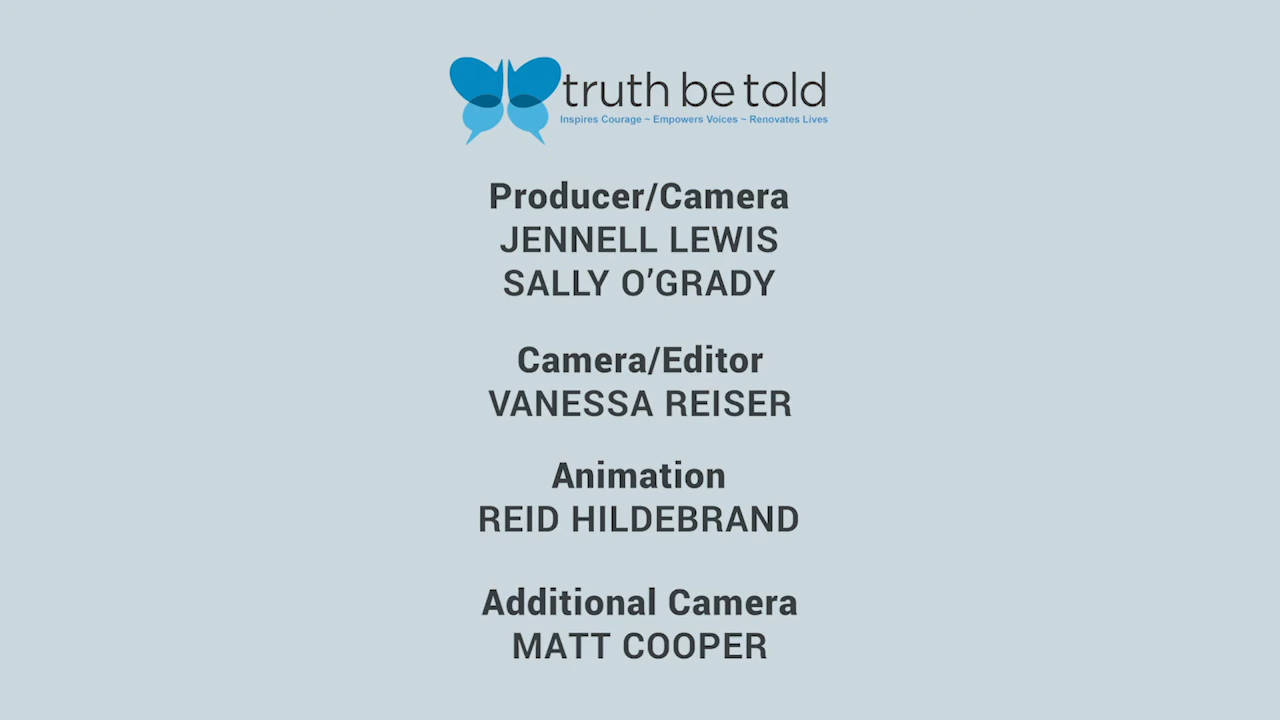 truth be told
Inspires Courage ~ Empowers Voices ~ Renovates Lives
Producer/Camera
JENNELL LEWIS
SALLY O’GRADY
Camera/Editor
VANESSA REISER
Animation
REID HILDEBRAND
Additional Camera
MATT COOPER